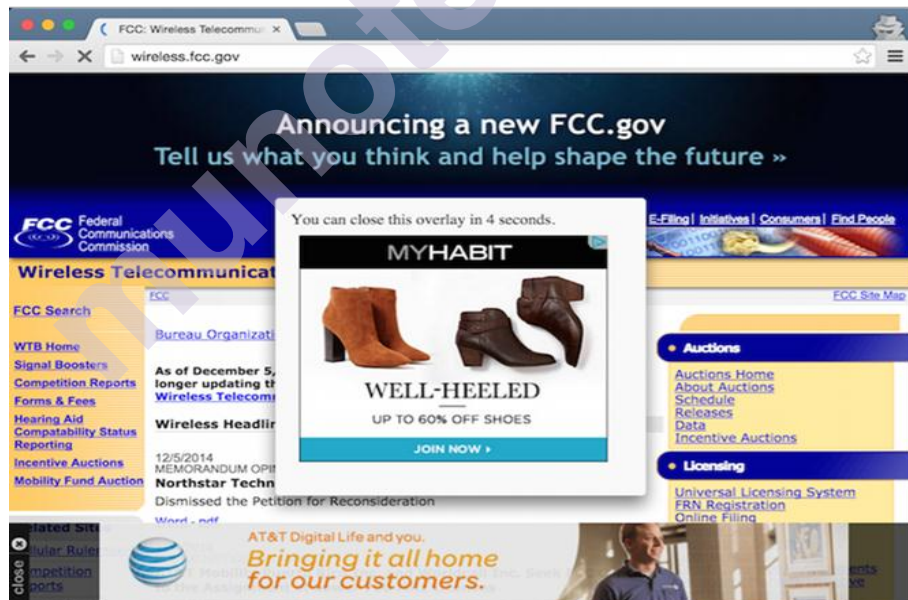 FCC: Wireless Telecommu
wireless.fcc.gov
Announcing a new FCC.gov
Tell us what you think and help shape the future »
FCC Federal
Communications
Commission
E-Filing | Initiatives | Consumers | Find People
Wireless Telecommunicat
FCC
FCC Site Map
FCC Search
WTB Home
Signal Boosters
Competition Reports
Forms & Fees
Hearing Aid
Compatability Status
Reporting
Incentive Auctions
Mobility Fund Auction
Related Sit
Bureau Organizati
As of December 5,
longer updating th
Wireless Telecom
Wireless Headlin
12/5/2014
MEMORANDUM OPI
Northstar Techn
Dismissed the Petition for Reconsideration
Word - pdf
You can close this overlay in 4 seconds.
MYHABIT
WELL-HEELED
UP TO 60% OFF SHOES
JOIN NOW
Auctions
Auctions Home
About Auctions
Schedule
Releases
Data
Incentive Auctions
Licensing
Universal Licensing System
FRN Registration
Online Filing
close
AT&T Digital Life and you.
Bringing it all home
for our customers.
munote